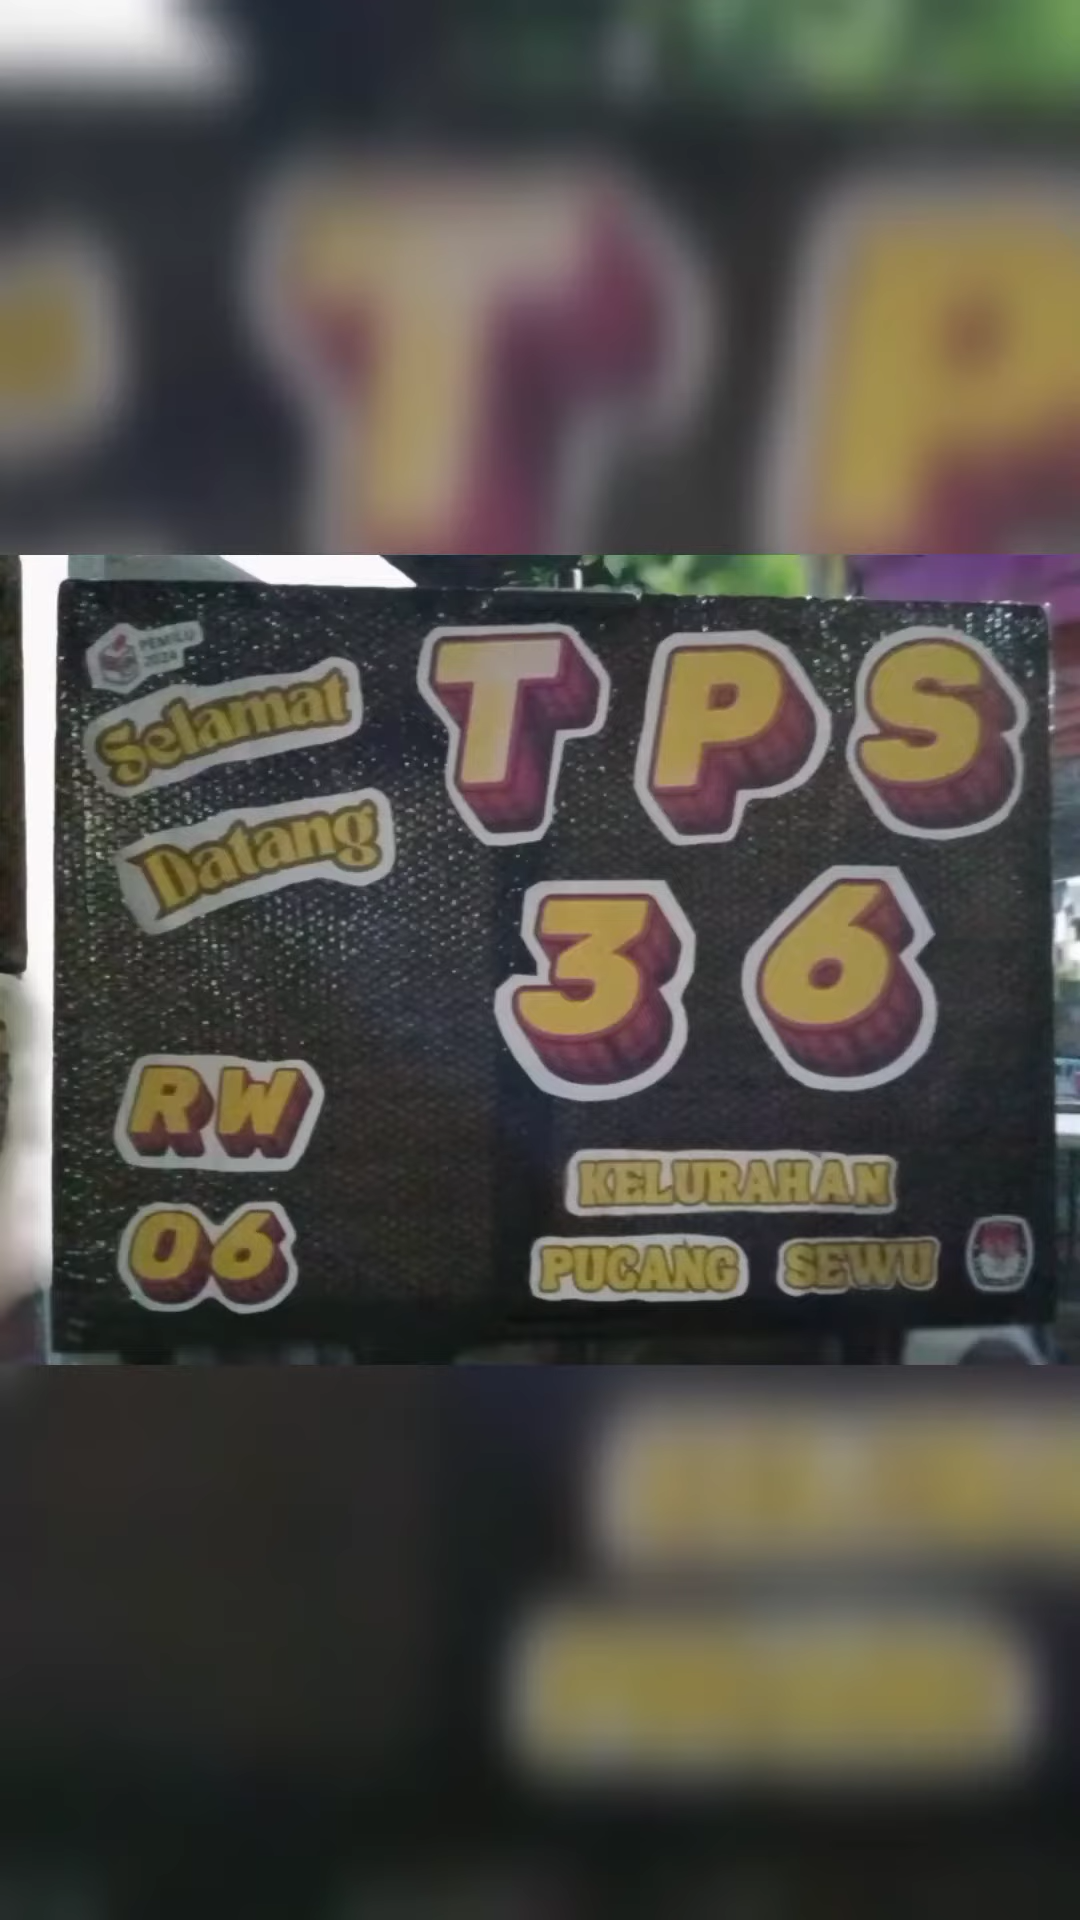 PEMILU
2024
Selamat
Datang
TPS
36
RW
06
KELURAHAN
PUCANG SEWU